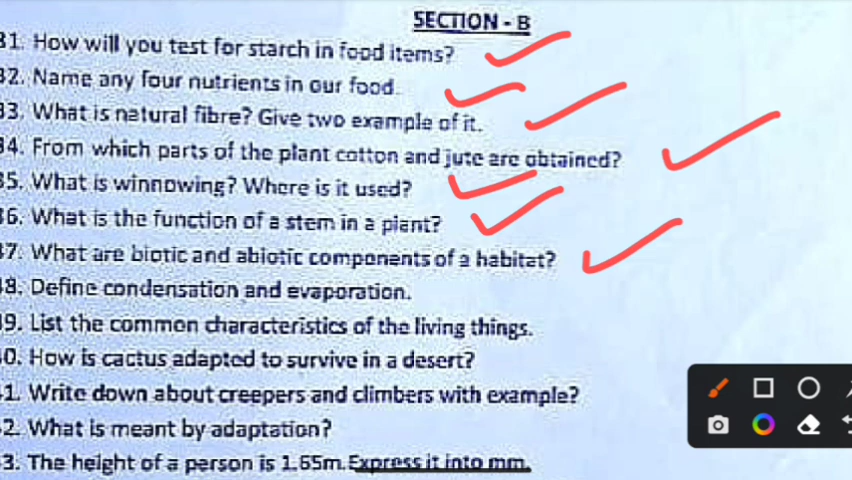 SECTION - B
31. How will you test for starch in food items?
32. Name any four nutrients in our food.
33. What is natural fibre? Give two example of it.
34. From which parts of the plant cotton and jute are obtained?
35. What is winnowing? Where is it used?
36. What is the function of a stem in a plant?
37. What are biotic and abiotic components of a habitat?
38. Define condensation and evaporation.
39. List the common characteristics of the living things.
40. How is cactus adapted to survive in a desert?
41. Write down about creepers and climbers with example?
42. What is meant by adaptation?
43. The height of a person is 1.65m.Express it into mm.